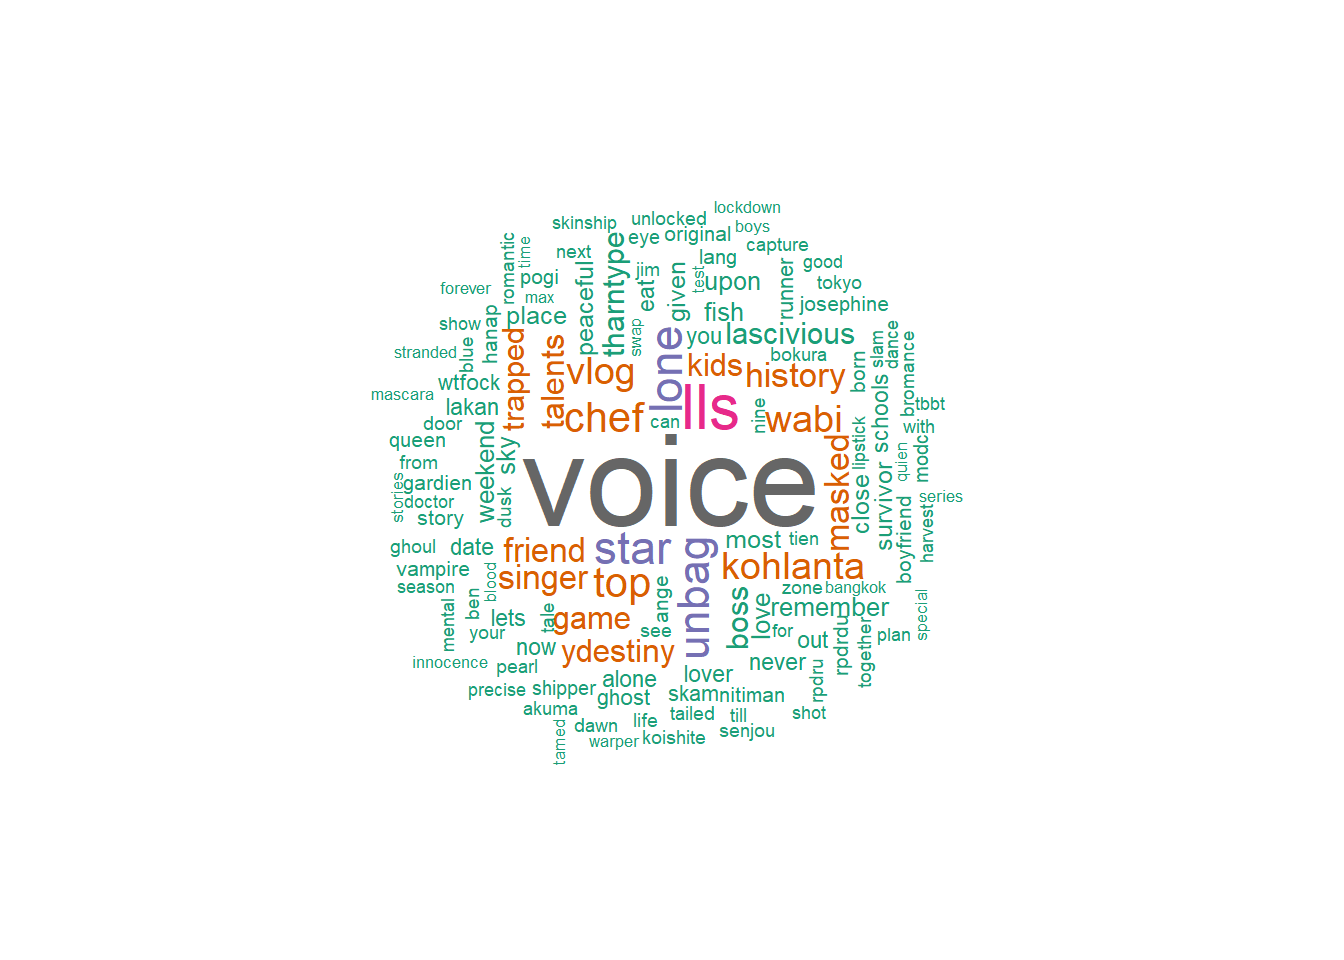 lockdown
skinship
unlocked
boys
romantic
time
next
eye
original
capture
forever
pogi
max
peaceful
tharntype
jim
eat
given
lang
test
upon
runner
good
tokyo
show
place
swap
fish
josephine
stranded
blue
hanap
trapped
talents
lone
you
lascivious
bokura
born
slam
dance
mascara
wtfock
vlog
kids
history
schools
bromance
lakan
chef
lls
can
nine
wabi
tbbt
door
queen
weekend
sky
voice
masked
lipstick
with
from
gardien
stories
doctor
story
dusk
close
survivor
quien
modc
series
ghoul
date
friend
star
unbag
most
tien
boyfriend
harvest
vampire
season
blood
singer
top
kohlanta
mental
ben
ange
boss
love
zone
bangkok
remember
special
lets
tale
game
your
now
see
for
out
rpdrdu
plan
innocence
pearl
ydestiny
never
rpdru
together
precise
shipper
alone
lover
akuma
ghost
skam
nitiman
tamed
dawn
life
tailed
till
shot
warper
koishite
senjou